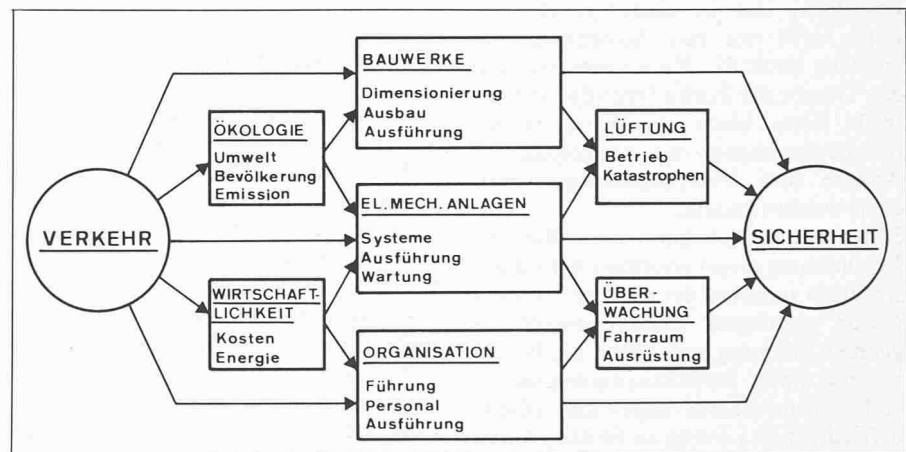 VERKEHR
ÖKOLOGIE
Umwelt
Bevölkerung
Emission
WIRTSCHAFT-
LICHKEIT
Kosten
Energie
BAUWERKE
Dimensionierung
Ausbau
Ausführung
EL.MECH. ANLAGEN
Systeme
Ausführung
Wartung
ORGANISATION
Führung
Personal
Ausführung
LÜFTUNG
Betrieb
Katastrophen
ÜBER-
WACHUNG
Fahrraum
Ausrüstung
SICHERHEIT